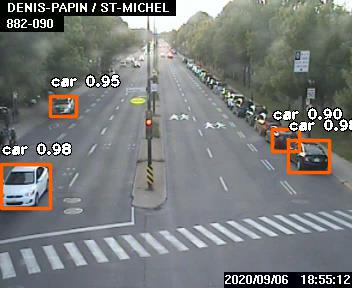 DENIS-PAPIN / ST-MICHEL
882-090
car 0.95
car 0.90
car 0.98
car 0.98
2020/09/06 18:55:12